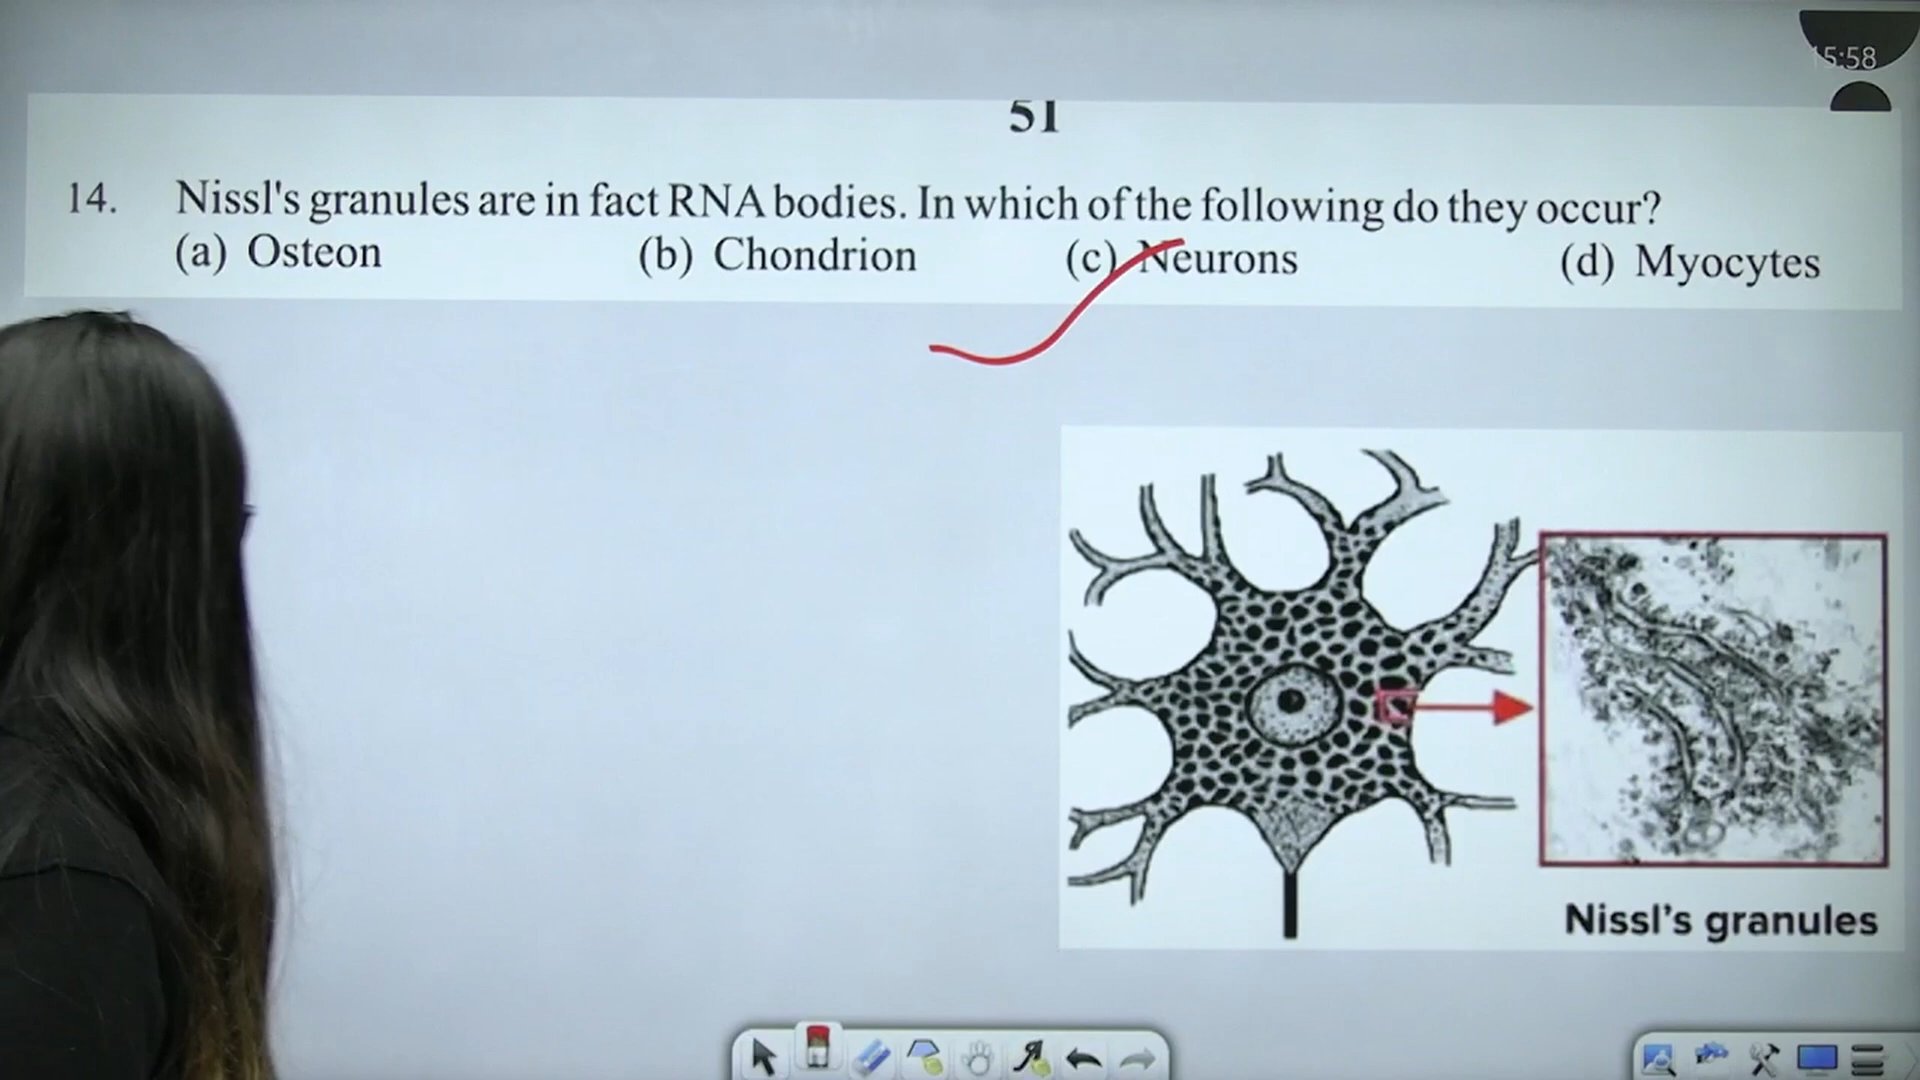 15:58
51
14. Nissl's granules are in fact RNA bodies. In which of the following do they occur?
(a) Osteon (b) Chondrion (c) Neurons (d) Myocytes
Nissl's granules